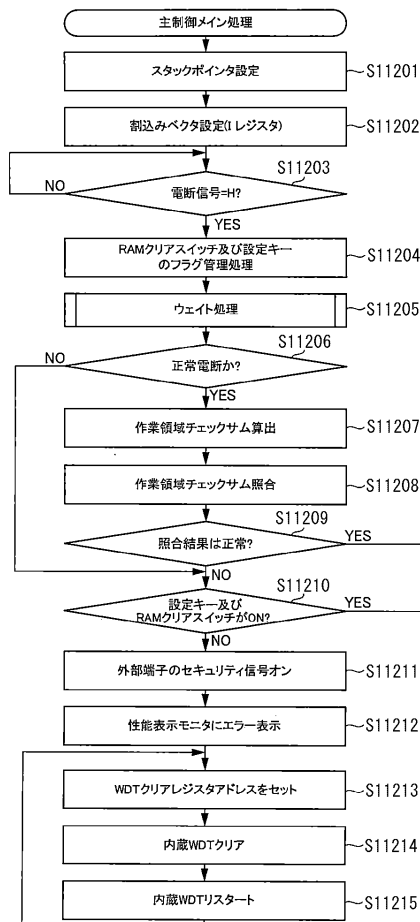 主制御メイン処理
スタックポインタ設定
S11201
割込みベクタ設定(Iレジスタ)
S11202
S11203
NO
電断信号=H?
YES
RAMクリアスイッチ及び設定キー
のフラグ管理処理
S11204
ウェイト処理
S11205
S11206
NO
正常電断か?
YES
作業領域チェックサム算出
S11207
作業領域チェックサム照合
S11208
S11209
照合結果は正常?
YES
NO
S11210
設定キー及び
RAMクリアスイッチがON?
YES
NO
外部端子のセキュリティ信号オン
S11211
性能表示モニタにエラー表示
S11212
WDTクリアレジスタアドレスをセット
S11213
内蔵WDTクリア
S11214
内蔵WDTリスタート
S11215